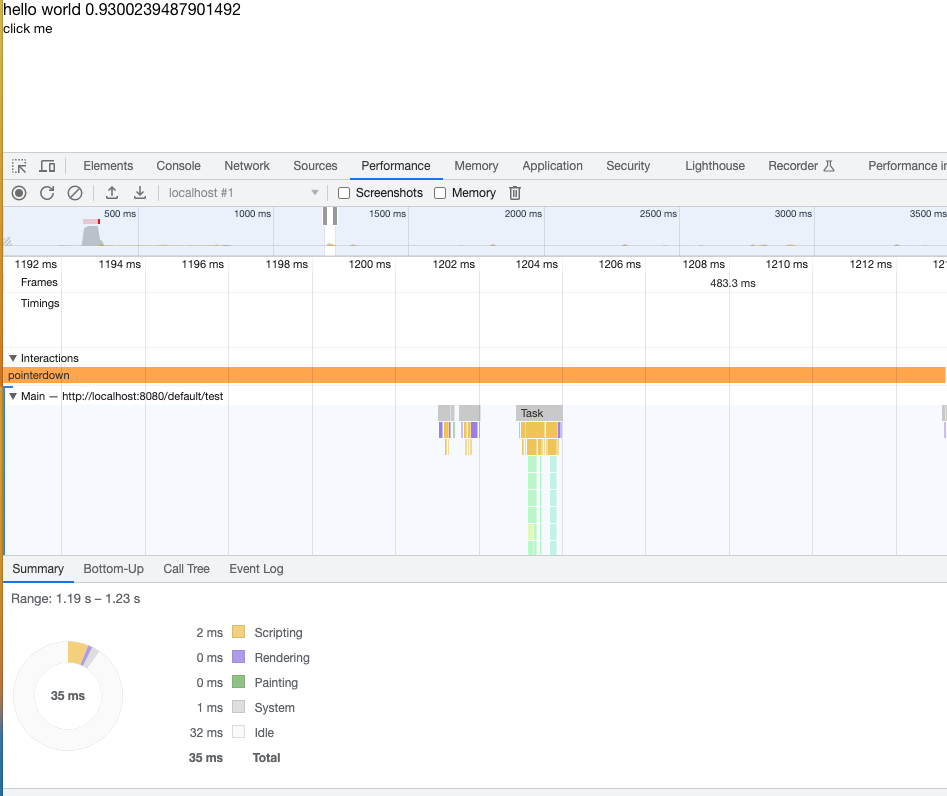 hello world 0.9300239487901492
click me
Elements Console Network Sources Performance Memory Application Security Lighthouse Recorder Performance in
localhost #1 Screenshots Memory
500 ms 1000 ms 1500 ms 2000 ms 2500 ms 3000 ms 3500 ms
1192 ms 1194 ms 1196 ms 1198 ms 1200 ms 1202 ms 1204 ms 1206 ms 1208 ms 1210 ms 1212 ms 121
Frames 483.3 ms
Timings
Interactions
pointerdown
Main — http://localhost:8080/default/test
Task
Summary Bottom-Up Call Tree Event Log
Range: 1.19 s – 1.23 s
2 ms Scripting
0 ms Rendering
0 ms Painting
1 ms System
32 ms Idle
35 ms Total
35 ms